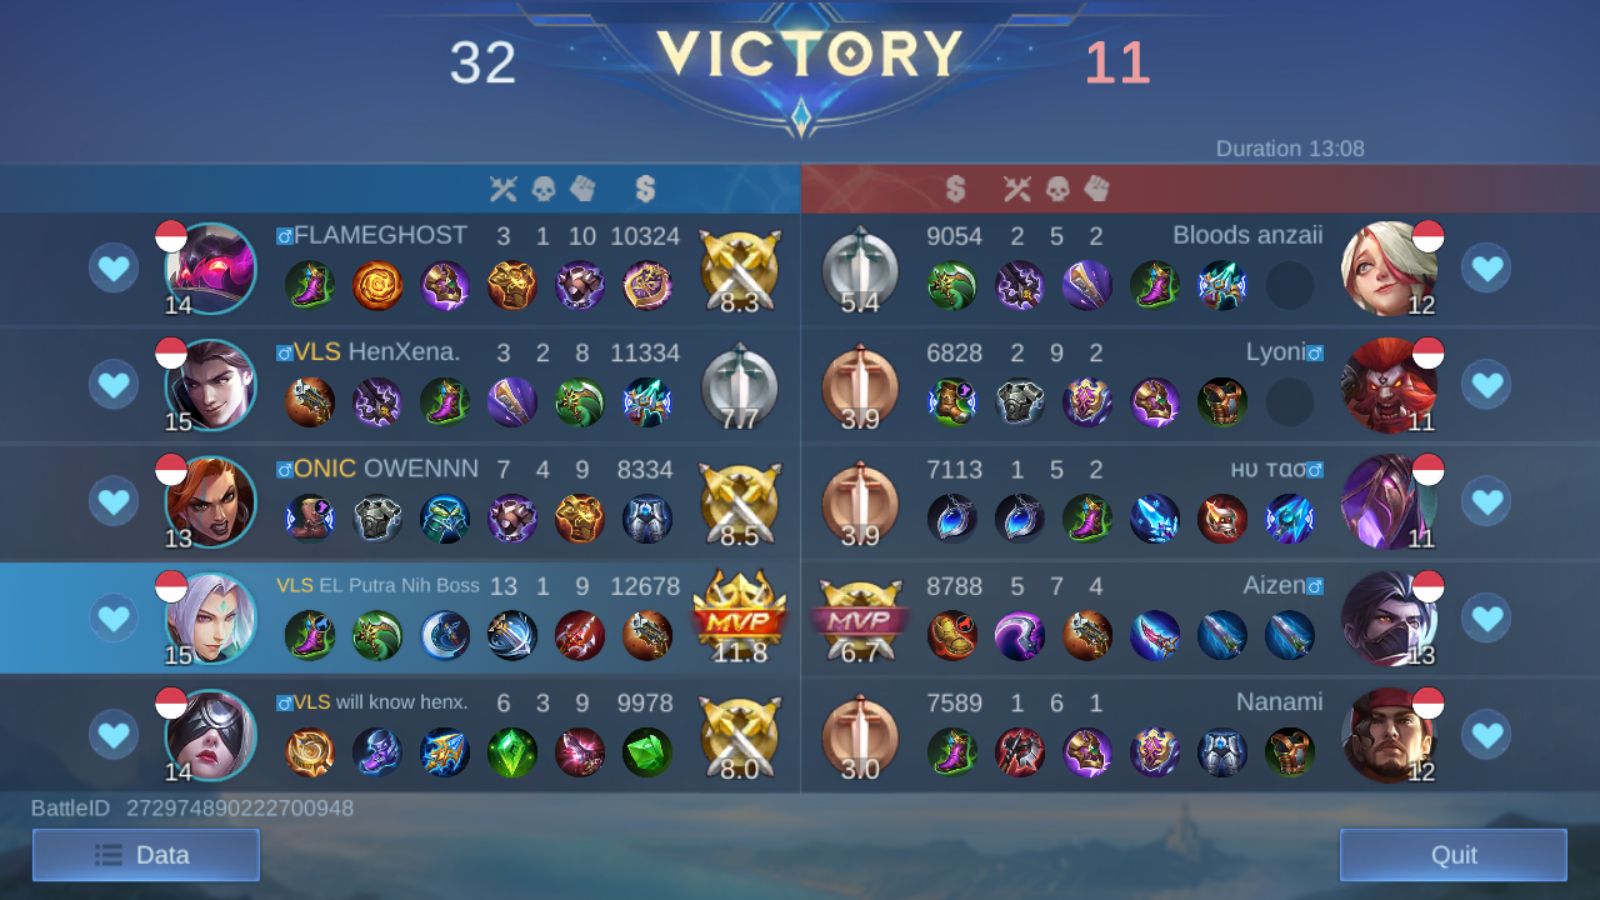 32 VICTORY 11
Duration 13:08
FLAMEGHOST 3 1 10 10324
14 8.3
9054 2 5 2 Bloods anzaii
5.4 12
VLS HenXena. 3 2 8 11334
15 7.7
6828 2 9 2 Lyoni
3.9 11
ONIC OWENNN 7 4 9 8334
13 8.5
7113 1 5 2 ʜᴜ ᴛασ
3.9 11
VLS EL Putra Nih Boss 13 1 9 12678
15 MVP 11.8
8788 5 7 4 Aizen
MVP 6.7 13
VLS will know henx. 6 3 9 9978
14 8.0
7589 1 6 1 Nanami
3.0 12
BattleID 272974890222700948
Data
Quit